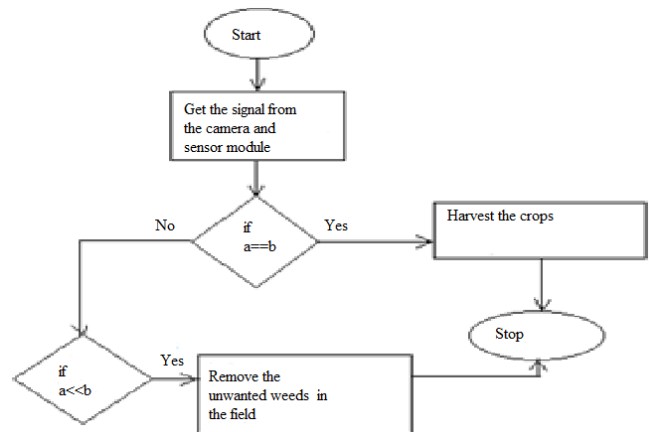 Start
Get the signal from
the camera and
sensor module
No
if
a==b
Yes
Harvest the crops
Stop
if
a<<b
Yes
Remove the
unwanted weeds in
the field